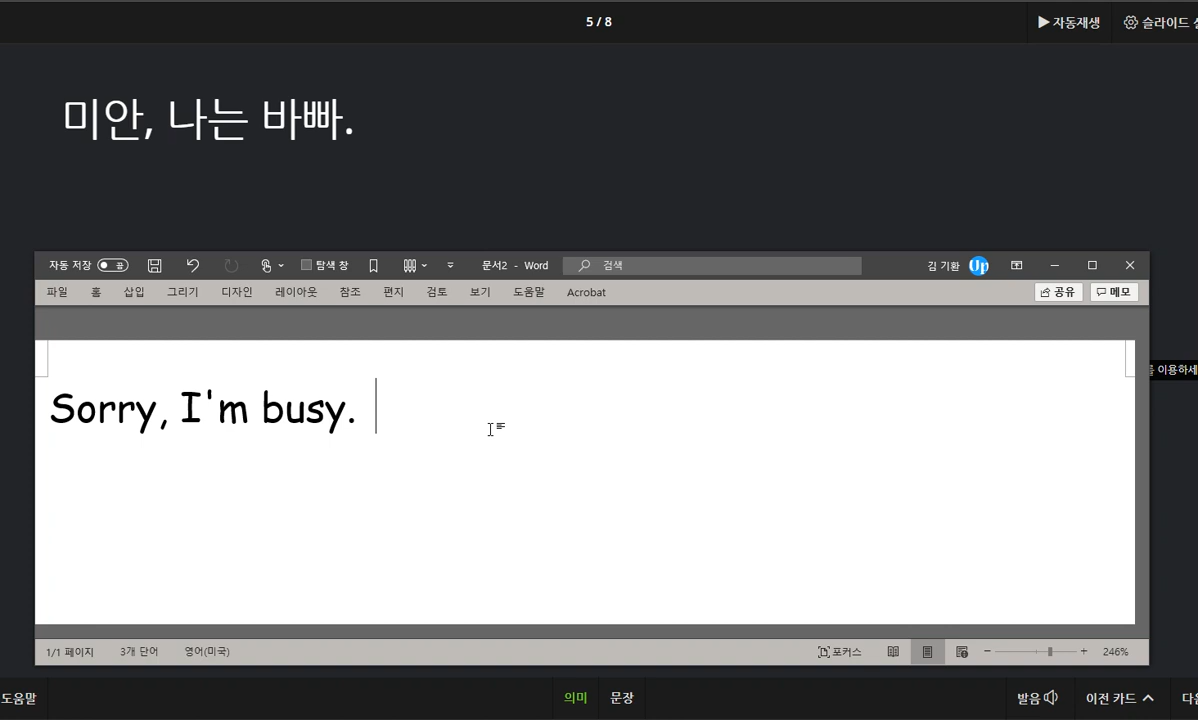 5 / 8
자동재생
슬라이드
미안, 나는 바빠.
자동 저장 끔
탐색 창
문서2 - Word
검색
김 기환
Up
파일 홈 삽입 그리기 디자인 레이아웃 참조 편지 검토 보기 도움말 Acrobat
공유 메모
를 이용하세
Sorry, I'm busy.
1/1 페이지 3개 단어 영어(미국)
포커스
- + 246%
도움말 의미 문장 발음 이전 카드 다음